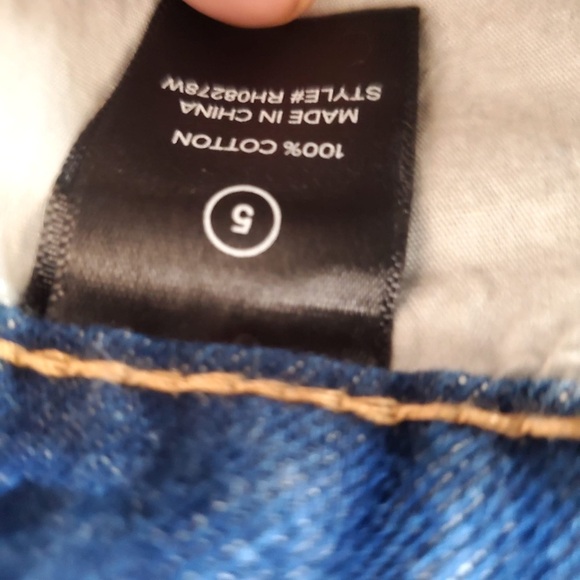 5
100% COTTON
MADE IN CHINA
STYLE# RH08278W